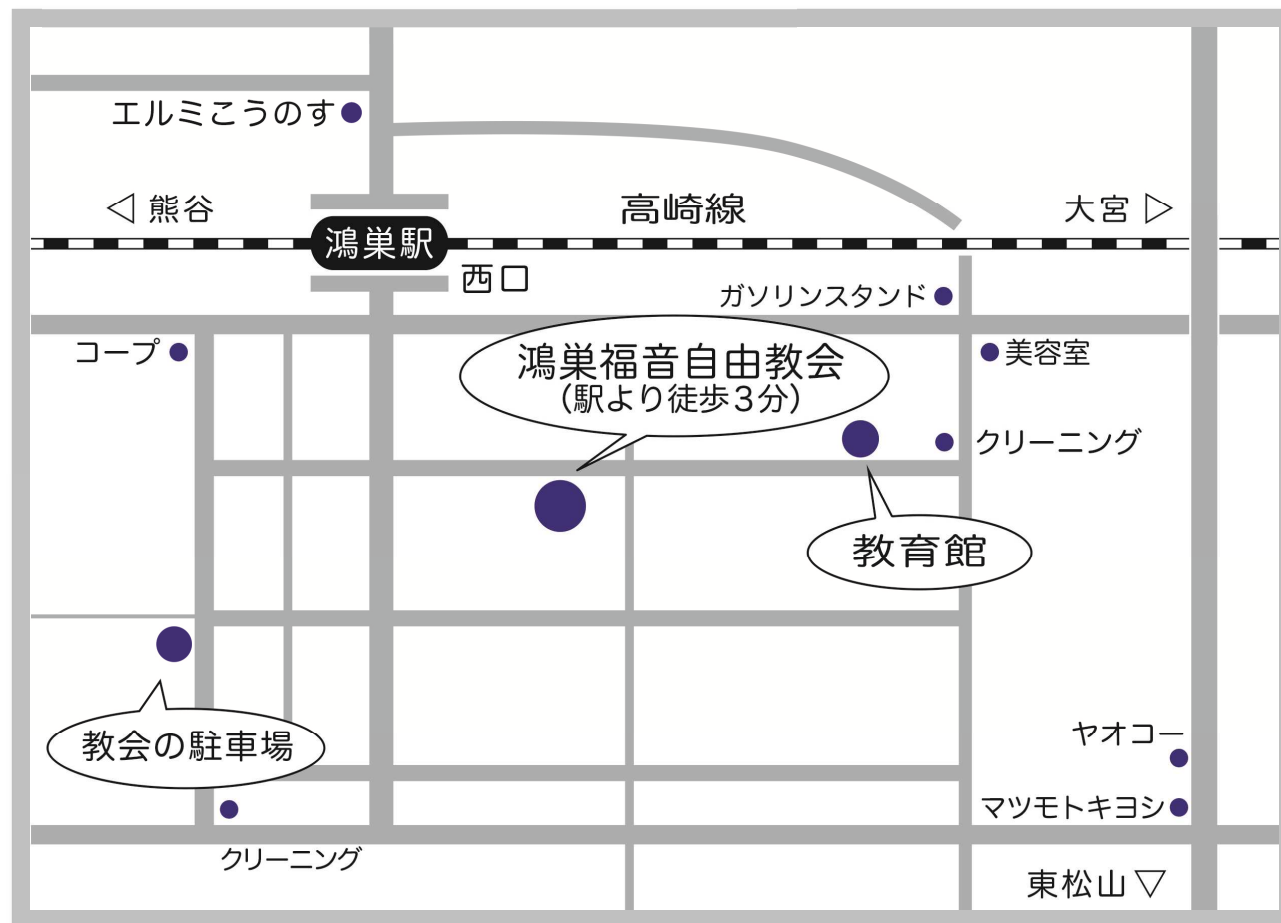 エルミこうのす
◁ 熊谷
高崎線
大宮 ▷
鴻巣駅
西口
ガソリンスタンド
コープ
鴻巣福音自由教会
(駅より徒歩3分)
美容室
クリーニング
教育館
教会の駐車場
ヤオコー
マツモトキヨシ
クリーニング
東松山 ▽